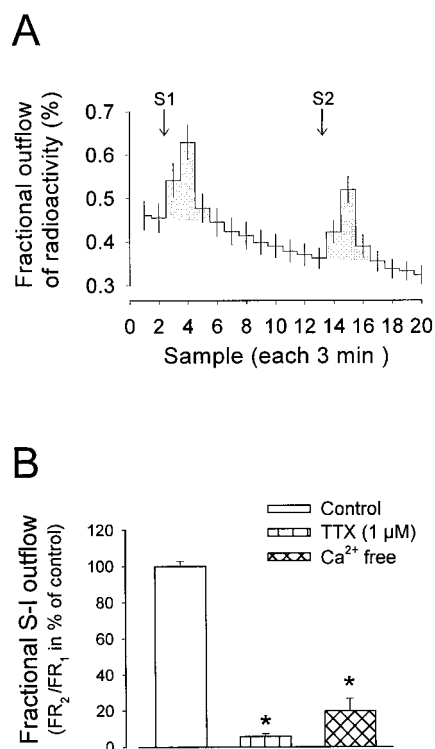 A
S1
S2
Fractional outflow
of radioactivity (%)
0.7
0.6
0.5
0.4
0.3
0 2 4 6 8 10 12 14 16 18 20
Sample (each 3 min )
B
Control
TTX (1 µM)
Ca²⁺ free
Fractional S-I outflow
(FR₂/FR₁ in % of control)
120
100
80
60
40
20
0
* *